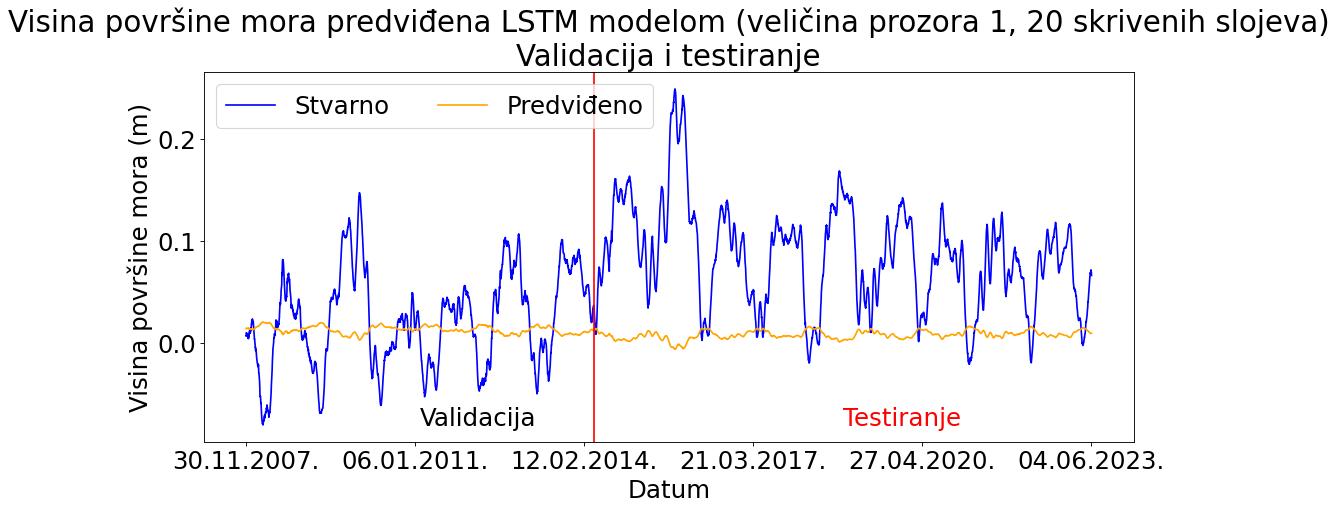 Visina površine mora predviđena LSTM modelom (veličina prozora 1, 20 skrivenih slojeva)
Validacija i testiranje
Stvarno
Predviđeno
Visina površine mora (m)
0.2
0.1
0.0
Validacija
Testiranje
30.11.2007.
06.01.2011.
12.02.2014.
21.03.2017.
27.04.2020.
04.06.2023.
Datum